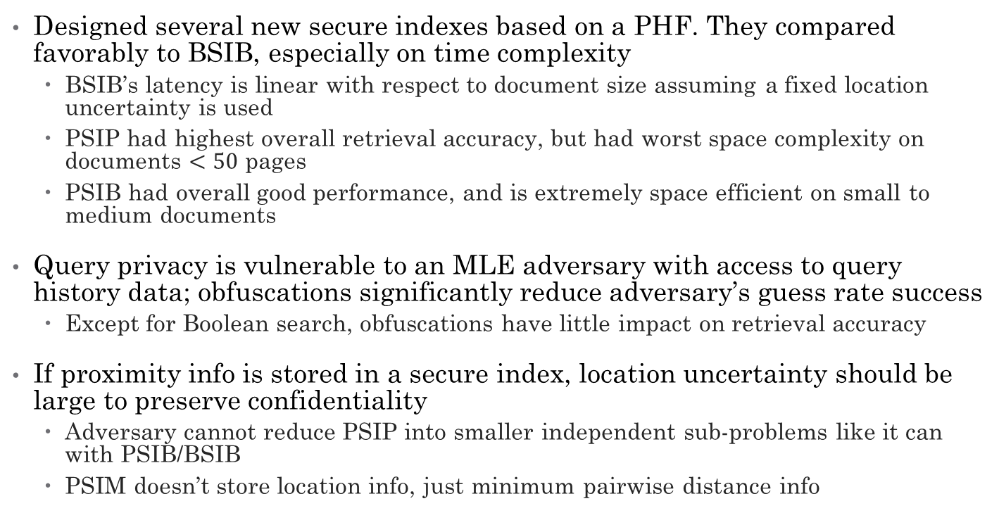 • Designed several new secure indexes based on a PHF. They compared
favorably to BSIB, especially on time complexity
• BSIB’s latency is linear with respect to document size assuming a fixed location
uncertainty is used
• PSIP had highest overall retrieval accuracy, but had worst space complexity on
documents < 50 pages
• PSIB had overall good performance, and is extremely space efficient on small to
medium documents
• Query privacy is vulnerable to an MLE adversary with access to query
history data; obfuscations significantly reduce adversary’s guess rate success
• Except for Boolean search, obfuscations have little impact on retrieval accuracy
• If proximity info is stored in a secure index, location uncertainty should be
large to preserve confidentiality
• Adversary cannot reduce PSIP into smaller independent sub-problems like it can
with PSIB/BSIB
• PSIM doesn’t store location info, just minimum pairwise distance info